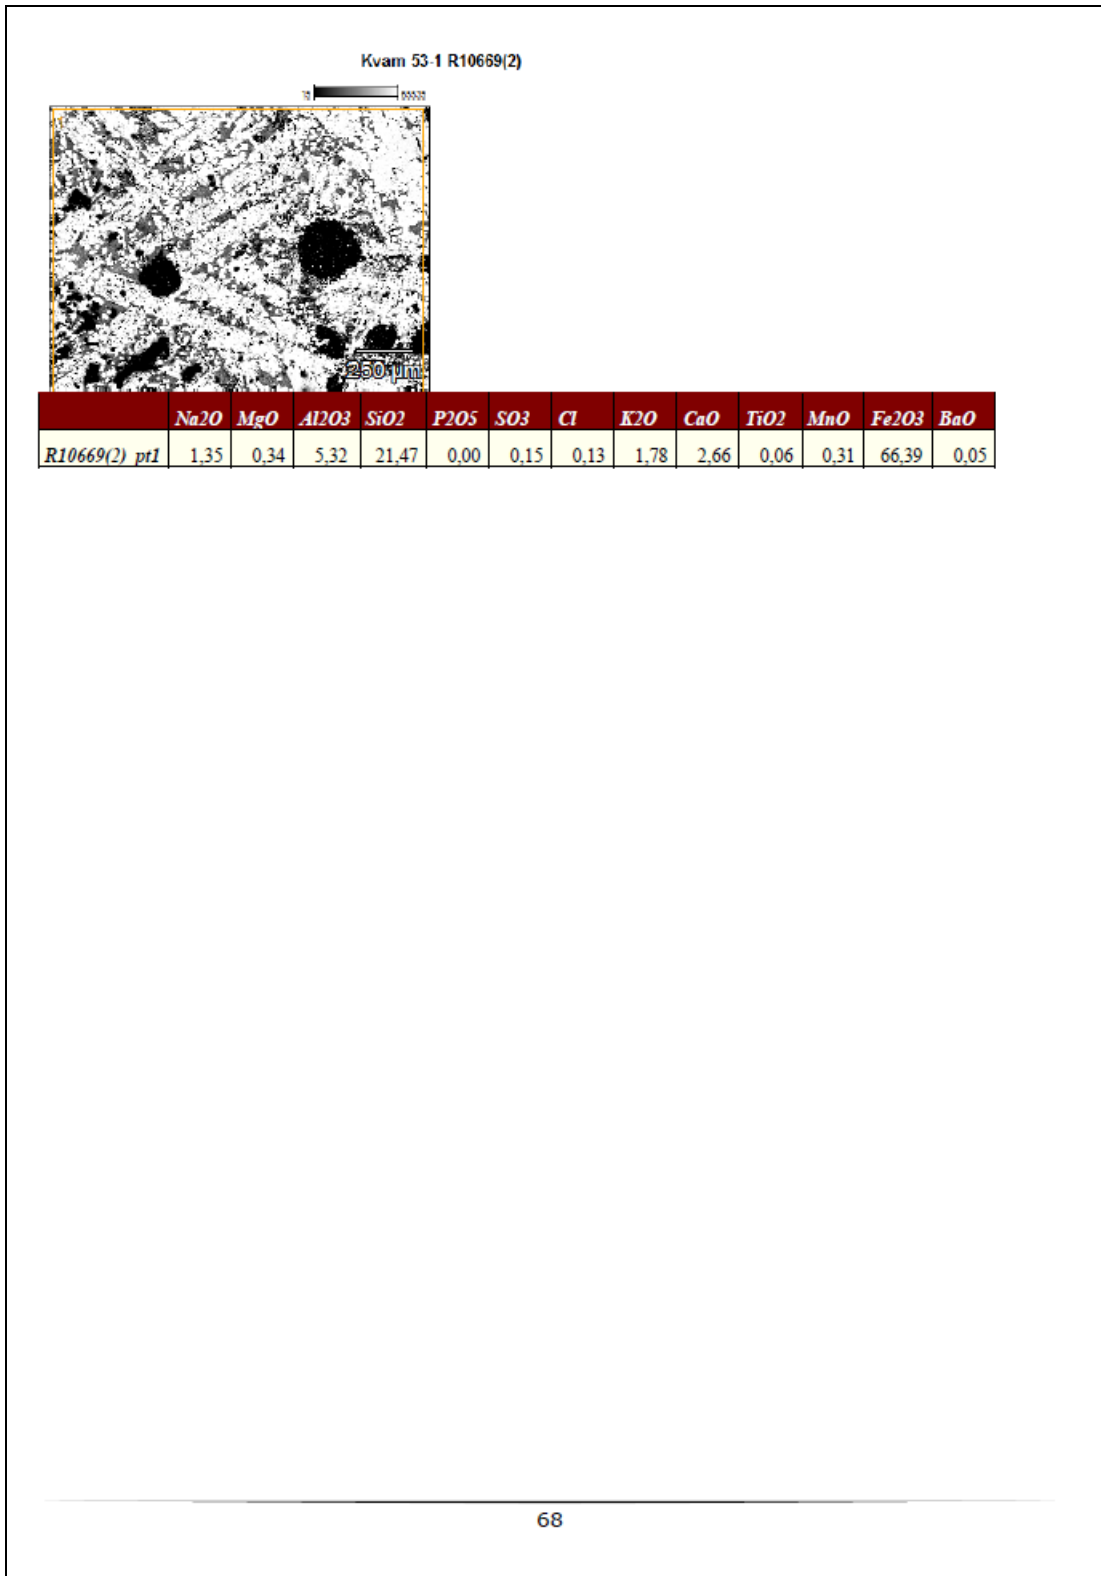 Kvam 53-1 R10669(2)
250 µm
Na2O MgO Al2O3 SiO2 P2O5 SO3 Cl K2O CaO TiO2 MnO Fe2O3 BaO
R10669(2)_pt1 1,35 0,34 5,32 21,47 0,00 0,15 0,13 1,78 2,66 0,06 0,31 66,39 0,05
68